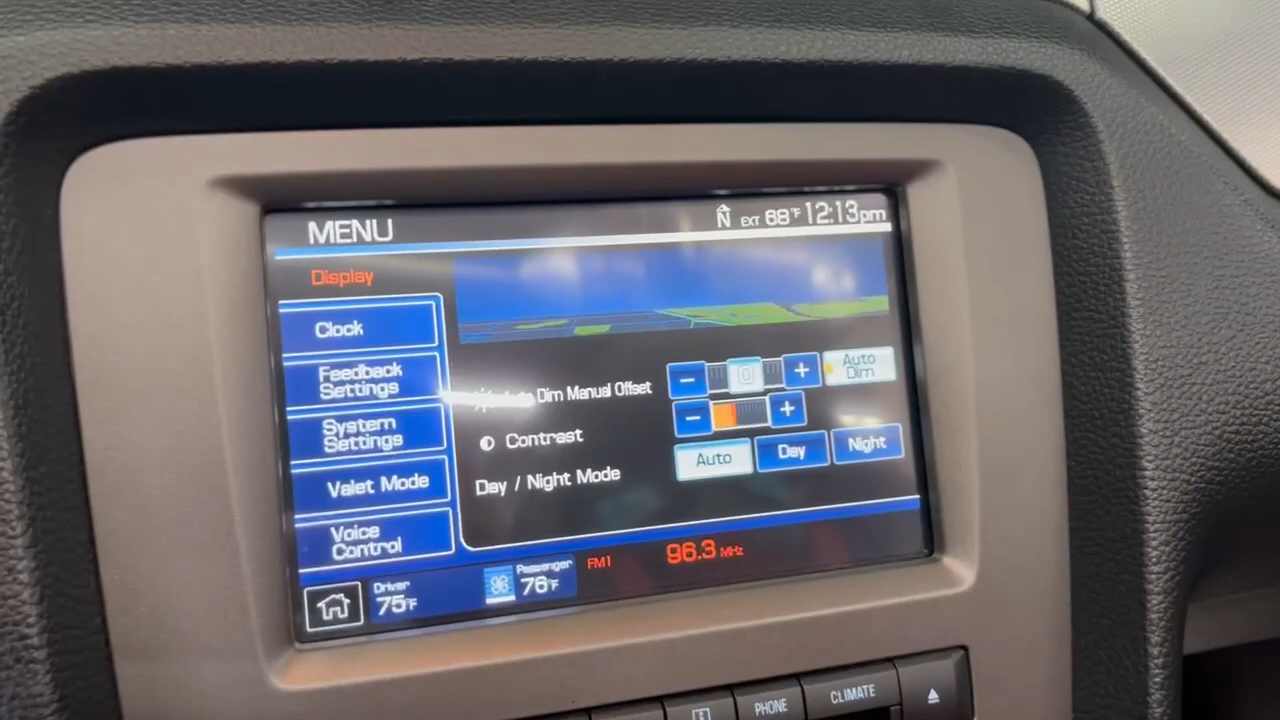 MENU
N EXT 68°F 12:13pm
Display
Clock
Feedback
Settings
System
Settings
Valet Mode
Voice
Control
Dim Manual Offset
− 0 +
Auto
Dim
Contrast
− +
Day / Night Mode
Auto
Day
Night
Driver
75°F
Passenger
76°F
FM1
96.3 MHz
PHONE
CLIMATE